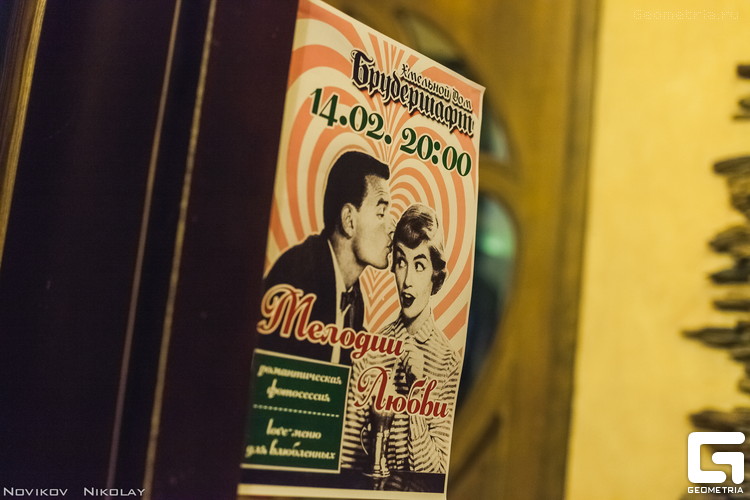 Geometria.ru
Хмельной Дом
Брудершафт
14.02. 20:00
Мелодии
Любви
романтическая
фотосессия
love-меню
для влюбленных
Novikov Nikolay
GEOMETRIA